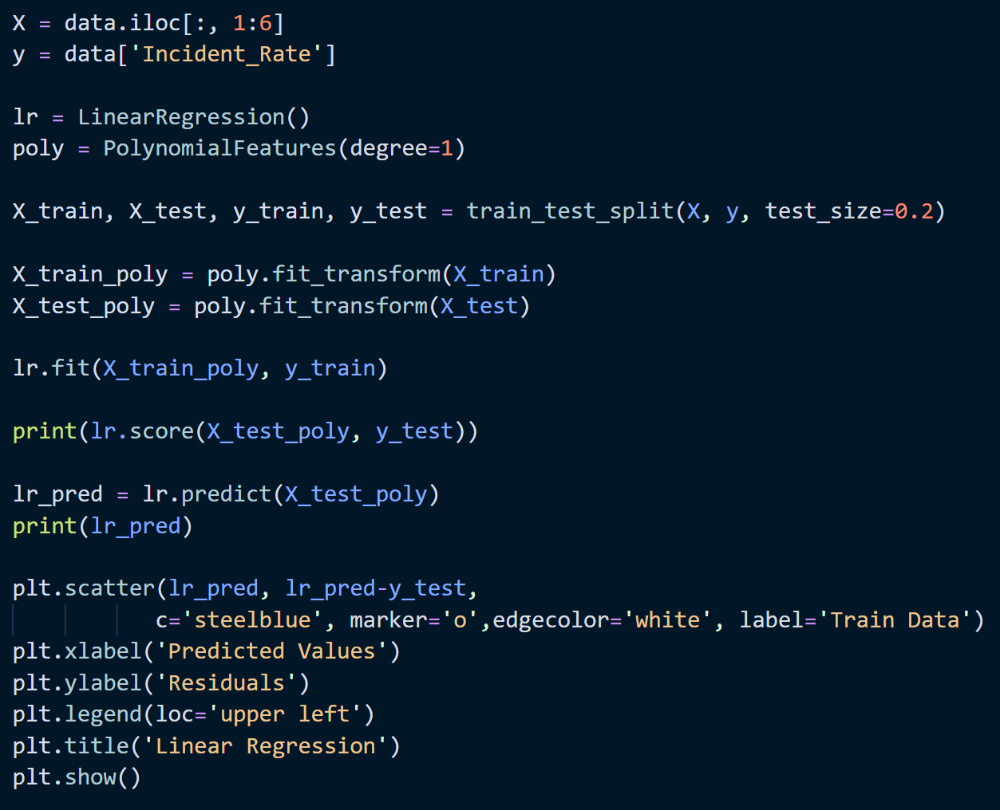 X = data.iloc[:, 1:6]
y = data['Incident_Rate']
lr = LinearRegression()
poly = PolynomialFeatures(degree=1)
X_train, X_test, y_train, y_test = train_test_split(X, y, test_size=0.2)
X_train_poly = poly.fit_transform(X_train)
X_test_poly = poly.fit_transform(X_test)
lr.fit(X_train_poly, y_train)
print(lr.score(X_test_poly, y_test))
lr_pred = lr.predict(X_test_poly)
print(lr_pred)
plt.scatter(lr_pred, lr_pred-y_test,
c='steelblue', marker='o',edgecolor='white', label='Train Data')
plt.xlabel('Predicted Values')
plt.ylabel('Residuals')
plt.legend(loc='upper left')
plt.title('Linear Regression')
plt.show()